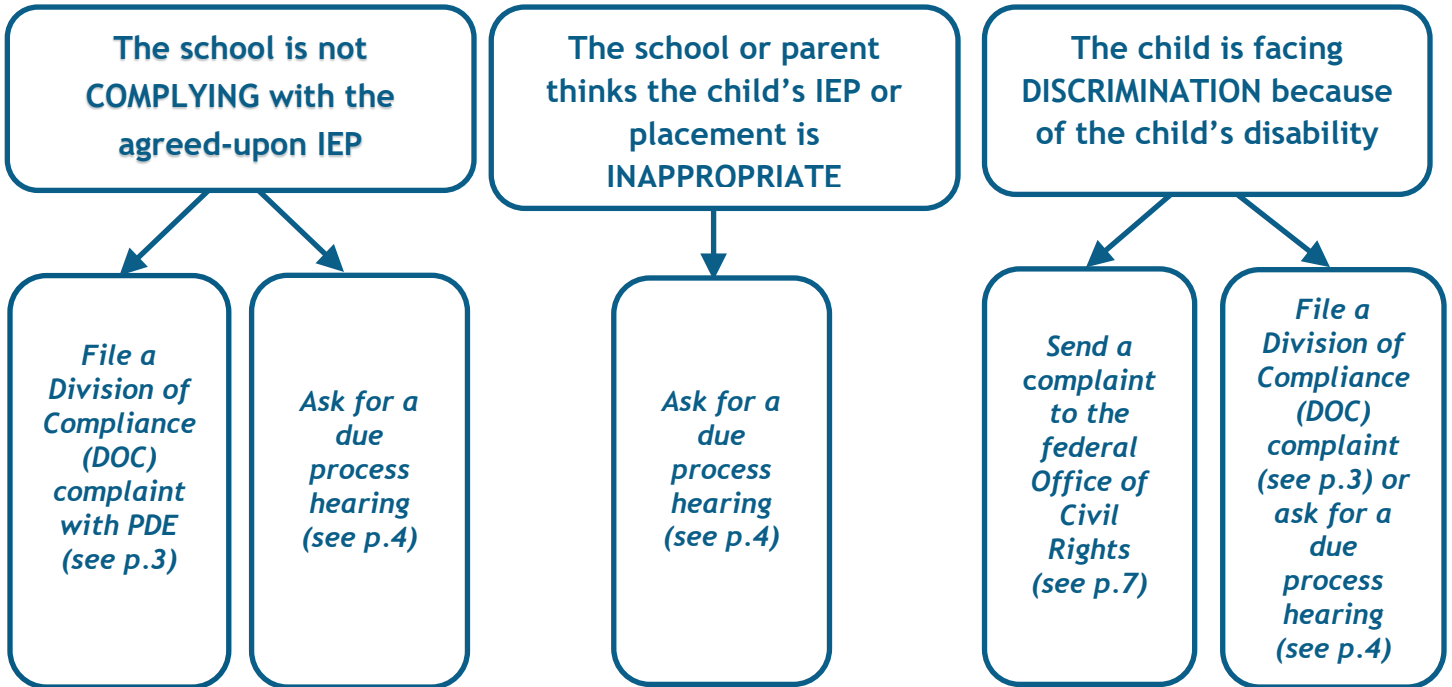 The school is not
COMPLYING with the
agreed-upon IEP
The school or parent
thinks the child’s IEP or
placement is
INAPPROPRIATE
The child is facing
DISCRIMINATION because
of the child’s disability
File a
Division of
Compliance
(DOC)
complaint
with PDE
(see p.3)
Ask for a
due
process
hearing
(see p.4)
Ask for a
due
process
hearing
(see p.4)
Send a
complaint
to the
federal
Office of
Civil
Rights
(see p.7)
File a
Division of
Compliance
(DOC)
complaint
(see p.3) or
ask for a
due
process
hearing
(see p.4)